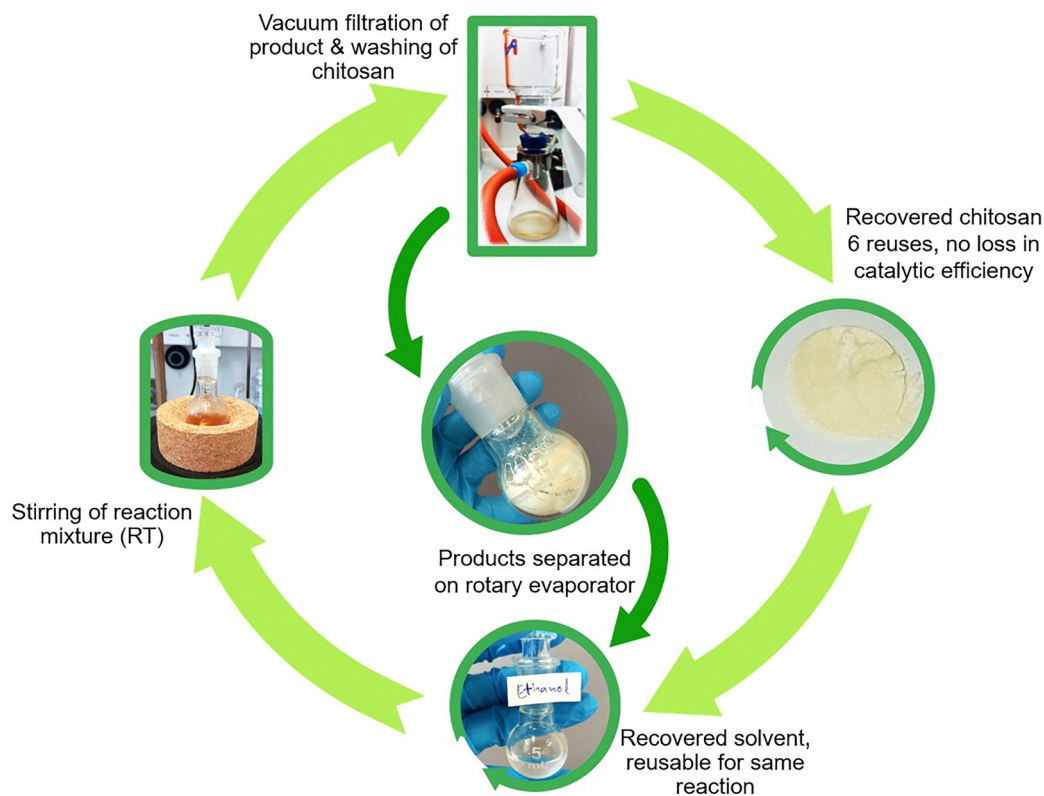 Vacuum filtration of
product & washing of
chitosan
Recovered chitosan
6 reuses, no loss in
catalytic efficiency
Stirring of reaction
mixture (RT)
Products separated
on rotary evaporator
Ethanol
5
ml
Recovered solvent,
reusable for same
reaction